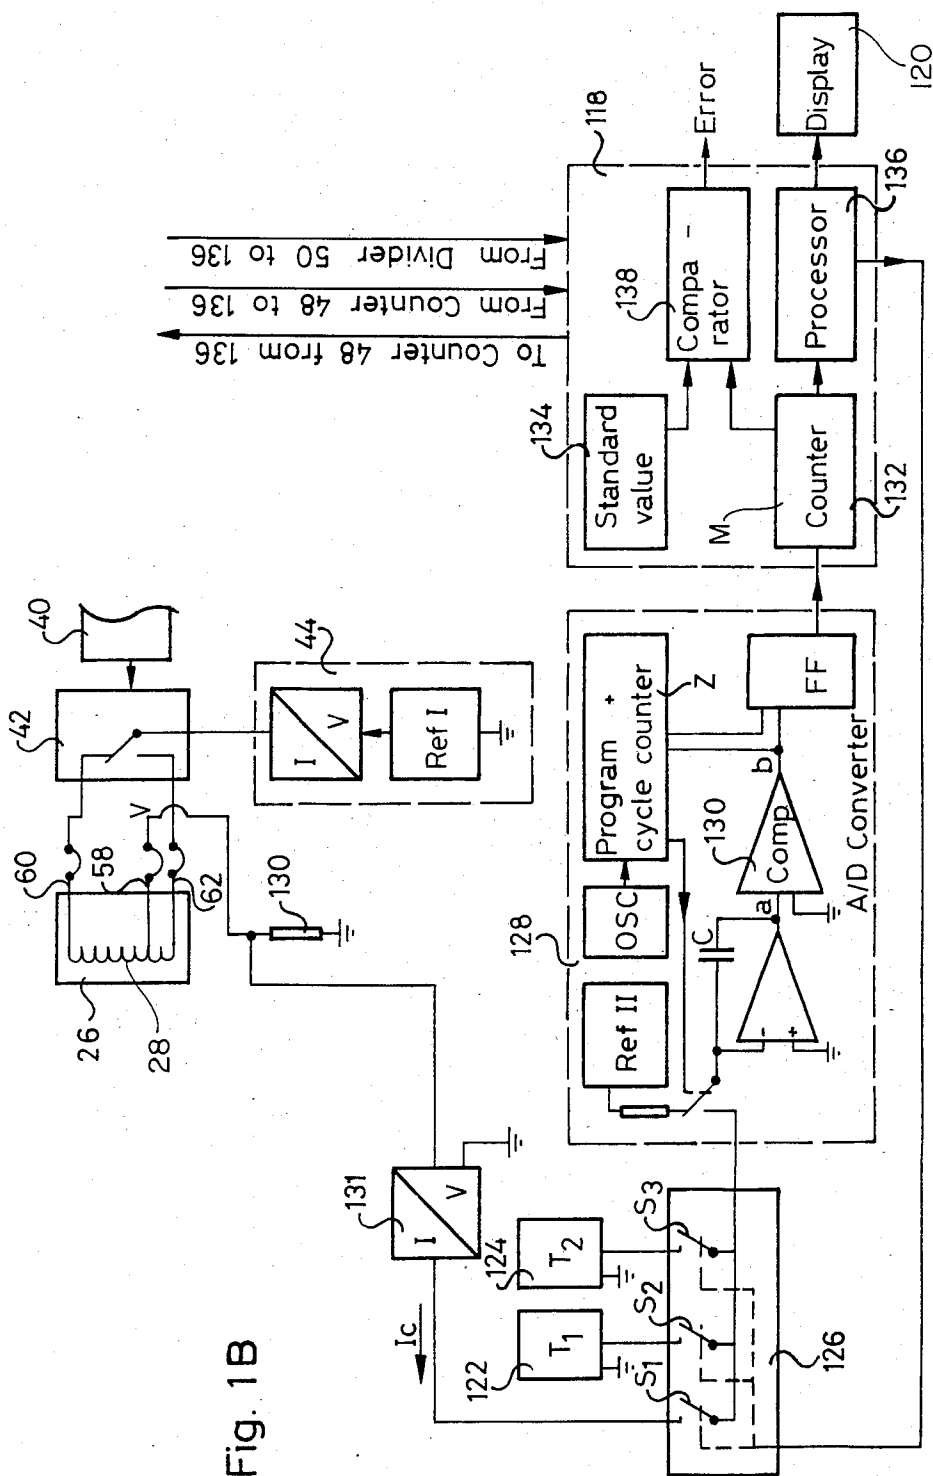 Fig. 1B
26
28
60
58
62
V
42
40
44
I
V
Ref I
130
131
I
V
Ic
122
T1
124
T2
S1
S2
S3
126
128
Ref II
OSC
Program +
cycle counter
Z
C
-
+
a
130
Comp.
b
FF
A/D Converter
To Counter 48 from 136
From Counter 48 to 136
From Divider 50 to 136
118
134
Standard
value
138
Compa -
rator
Error
M
Counter
132
Processor
136
Display
120